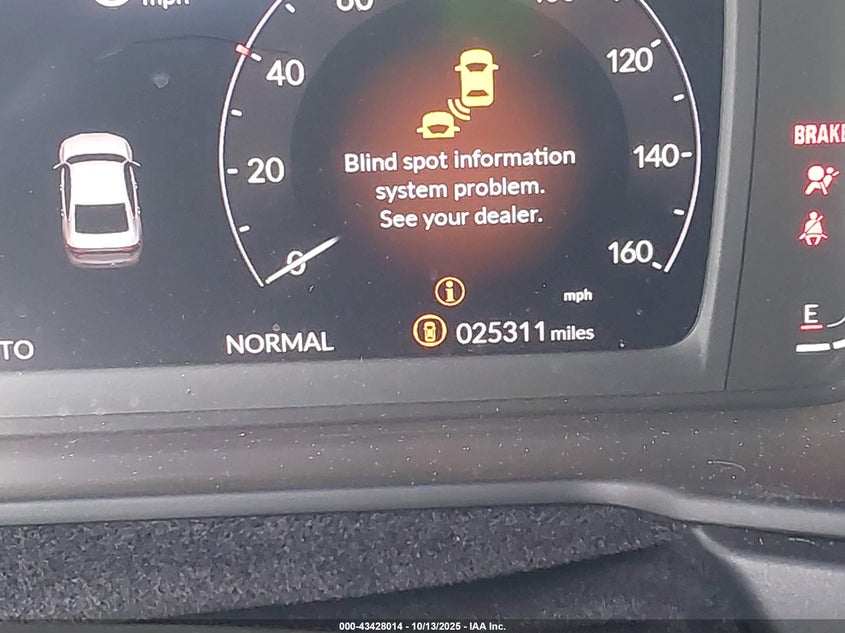 mph
60
40
120
BRAKE
Blind spot information
system problem.
See your dealer.
20
140
0
160
mph
E
025311 miles
NORMAL
TO
000-43428014 - 10/13/2025 - IAA Inc.